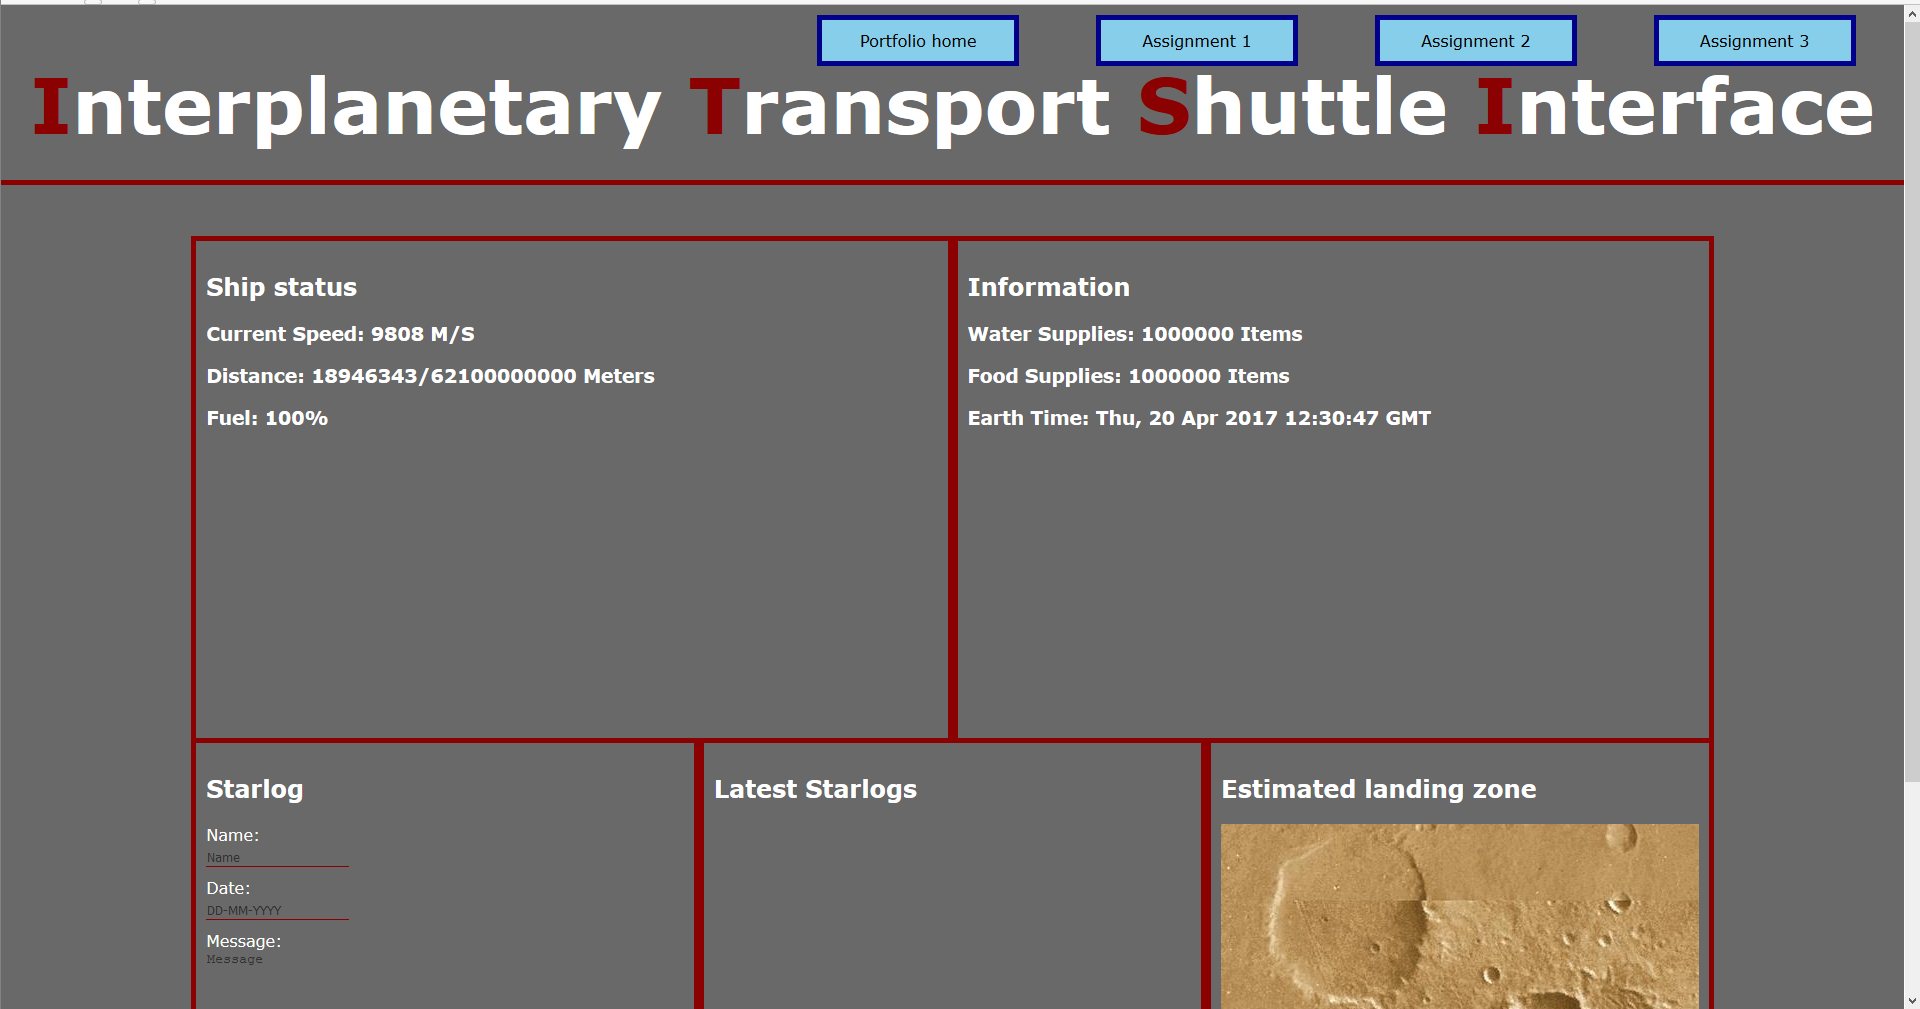 Portfolio home
Assignment 1
Assignment 2
Assignment 3
Interplanetary Transport Shuttle Interface
Ship status
Current Speed: 9808 M/S
Distance: 18946343/62100000000 Meters
Fuel: 100%
Information
Water Supplies: 1000000 Items
Food Supplies: 1000000 Items
Earth Time: Thu, 20 Apr 2017 12:30:47 GMT
Starlog
Name:
Name
Date:
DD-MM-YYYY
Message:
Message
Latest Starlogs
Estimated landing zone